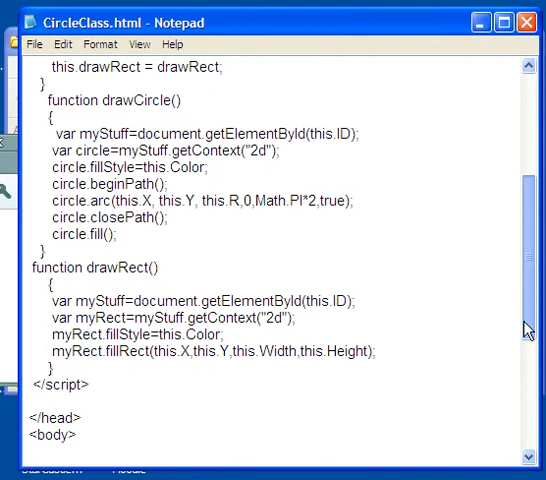 CircleClass.html - Notepad
File Edit Format View Help
this.drawRect = drawRect;
}
function drawCircle()
{
var myStuff=document.getElementById(this.ID);
var circle=myStuff.getContext("2d");
circle.fillStyle=this.Color;
circle.beginPath();
circle.arc(this.X, this.Y, this.R,0,Math.PI*2,true);
circle.closePath();
circle.fill();
}
function drawRect()
{
var myStuff=document.getElementById(this.ID);
var myRect=myStuff.getContext("2d");
myRect.fillStyle=this.Color;
myRect.fillRect(this.X,this.Y,this.Width,this.Height);
}
</script>
</head>
<body>